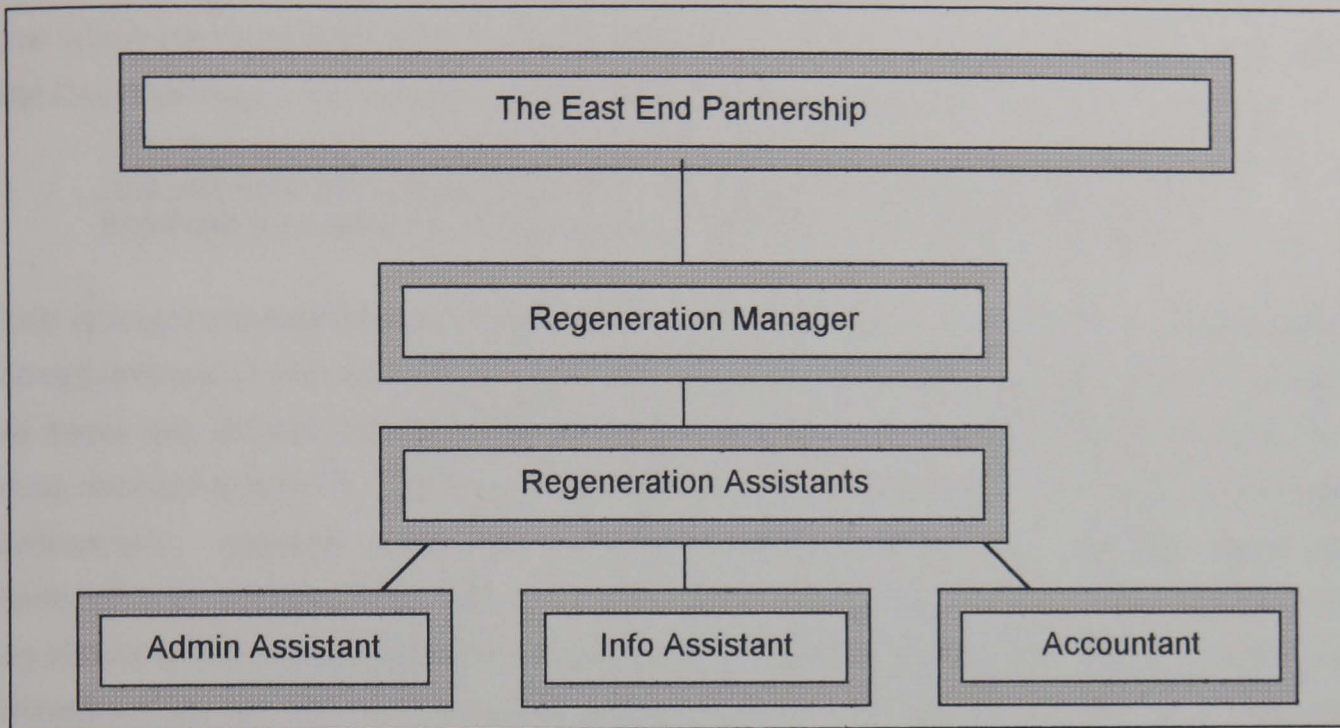 The East End Partnership
Regeneration Manager
Regeneration Assistants
Admin Assistant
Info Assistant
Accountant